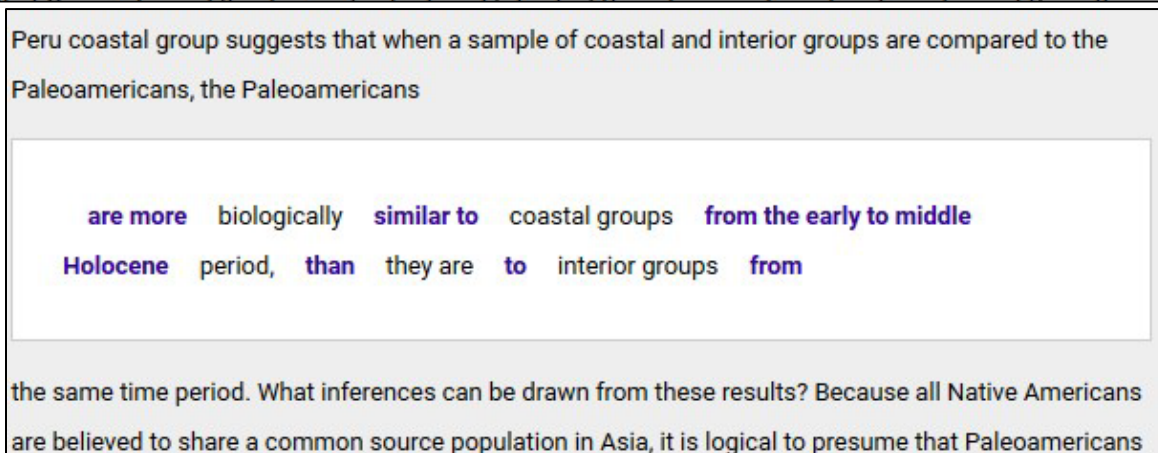 Peru coastal group suggests that when a sample of coastal and interior groups are compared to the
Paleoamericans, the Paleoamericans
are more biologically similar to coastal groups from the early to middle
Holocene period, than they are to interior groups from
the same time period. What inferences can be drawn from these results? Because all Native Americans
are believed to share a common source population in Asia, it is logical to presume that Paleoamericans